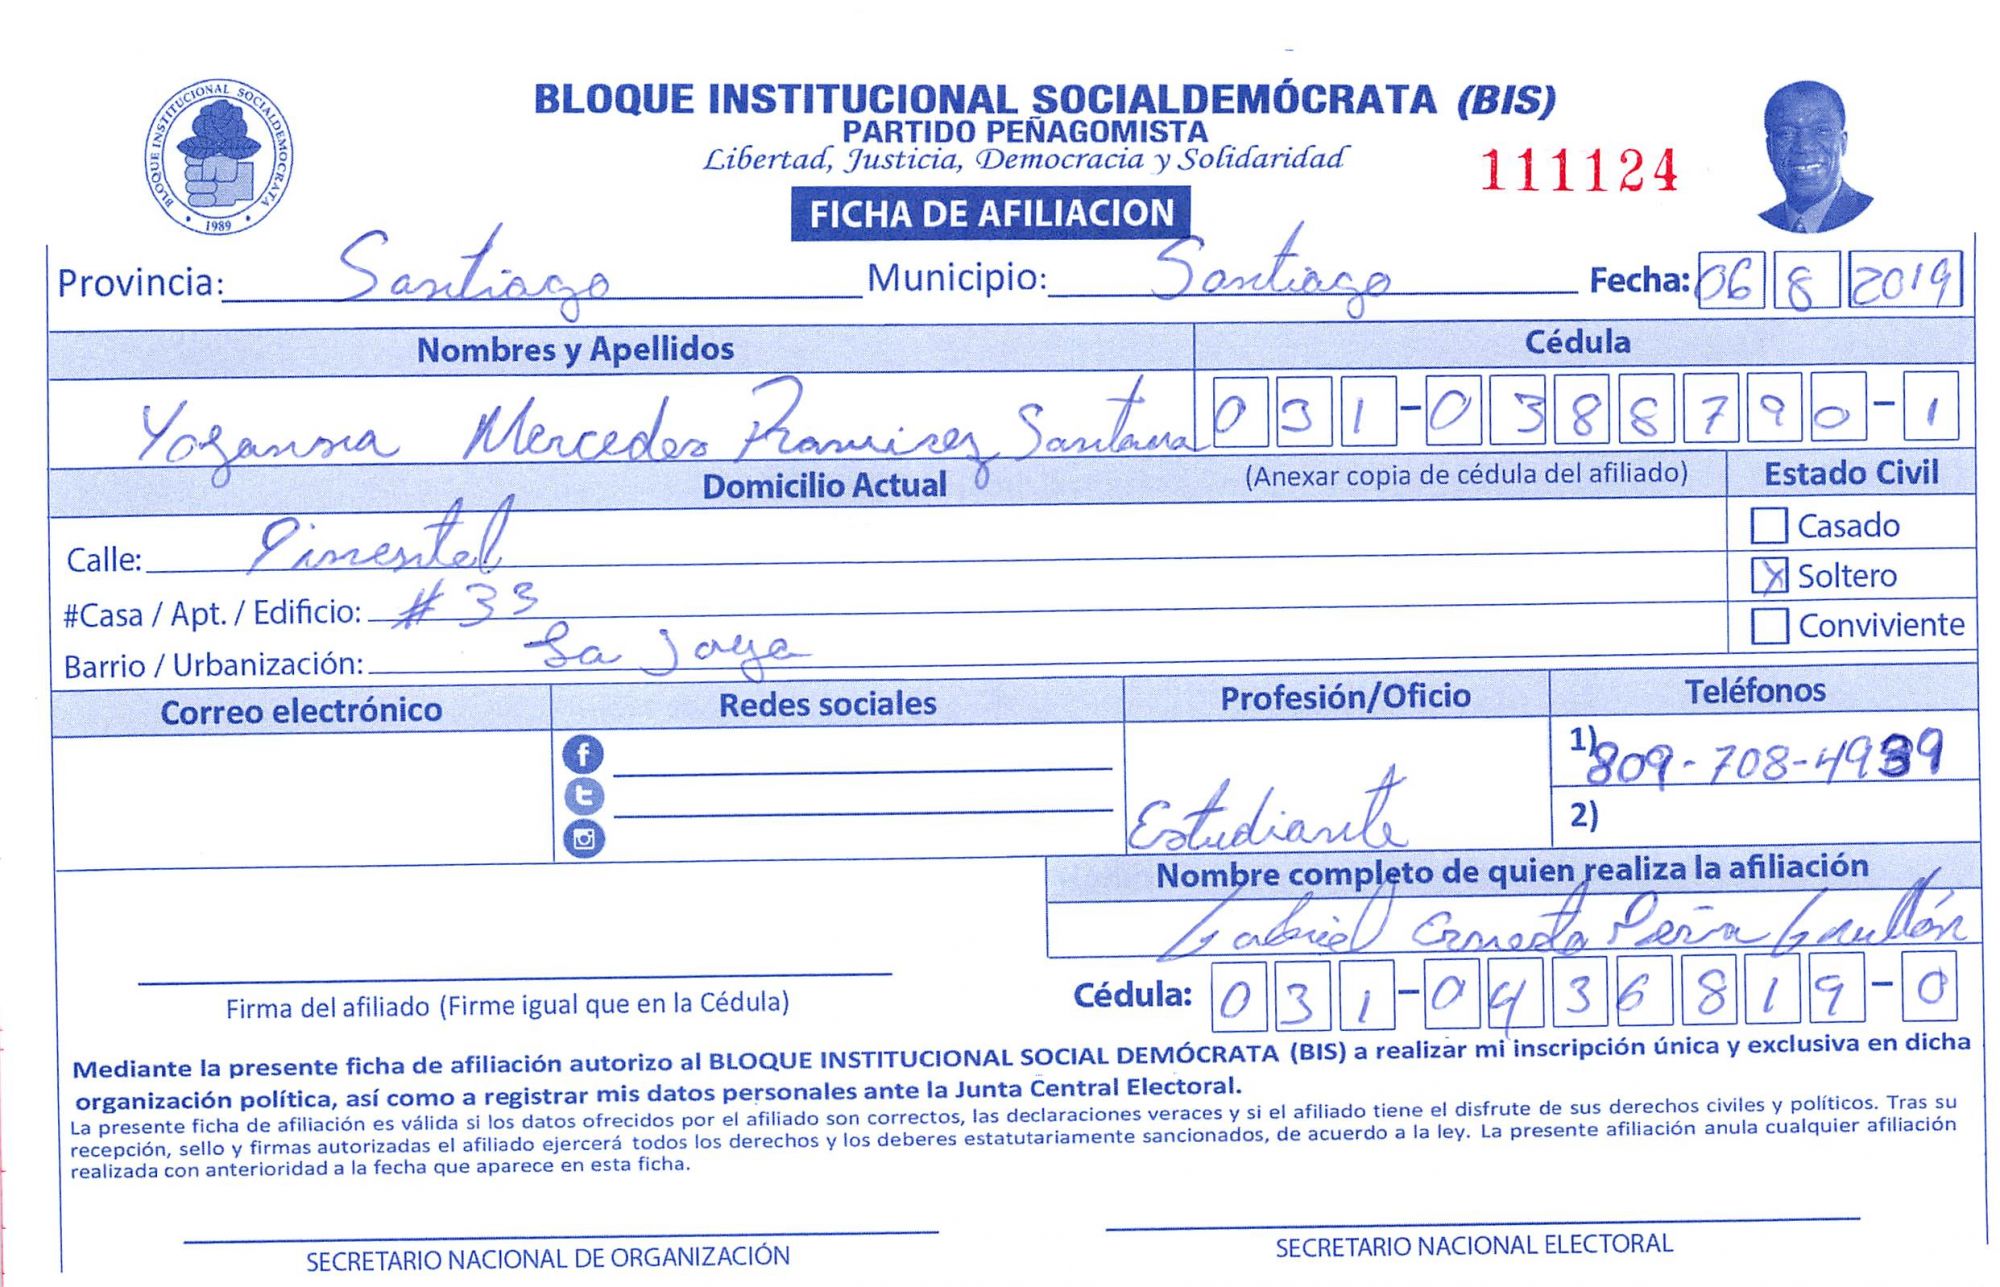 BLOQUE INSTITUCIONAL SOCIALDEMOCRATA
1989
BLOQUE INSTITUCIONAL SOCIALDEMÓCRATA (BIS)
PARTIDO PEÑAGOMISTA
Libertad, Justicia, Democracia y Solidaridad
111124
FICHA DE AFILIACION
Provincia: Santiago Municipio: Santiago Fecha: 06 8 2019
Nombres y Apellidos Cédula
Yoganna Mercedes Ramirez Santana 031-0388790-1
Domicilio Actual (Anexar copia de cédula del afiliado) Estado Civil
Calle: Pimentel
Casado
#Casa / Apt. / Edificio: #33
X Soltero
Barrio / Urbanización: La Joya
Conviviente
Correo electrónico Redes sociales Profesión/Oficio Teléfonos
1) 809-708-4939
Estudiante
2)
Nombre completo de quien realiza la afiliación
Gabriel Ernesto Peña Grullón
Firma del afiliado (Firme igual que en la Cédula) Cédula: 031-0436819-0
Mediante la presente ficha de afiliación autorizo al BLOQUE INSTITUCIONAL SOCIAL DEMÓCRATA (BIS) a realizar mi inscripción única y exclusiva en dicha
organización política, así como a registrar mis datos personales ante la Junta Central Electoral.
La presente ficha de afiliación es válida si los datos ofrecidos por el afiliado son correctos, las declaraciones veraces y si el afiliado tiene el disfrute de sus derechos civiles y políticos. Tras su
recepción, sello y firmas autorizadas el afiliado ejercerá todos los derechos y los deberes estatutariamente sancionados, de acuerdo a la ley. La presente afiliación anula cualquier afiliación
realizada con anterioridad a la fecha que aparece en esta ficha.
SECRETARIO NACIONAL DE ORGANIZACIÓN SECRETARIO NACIONAL ELECTORAL